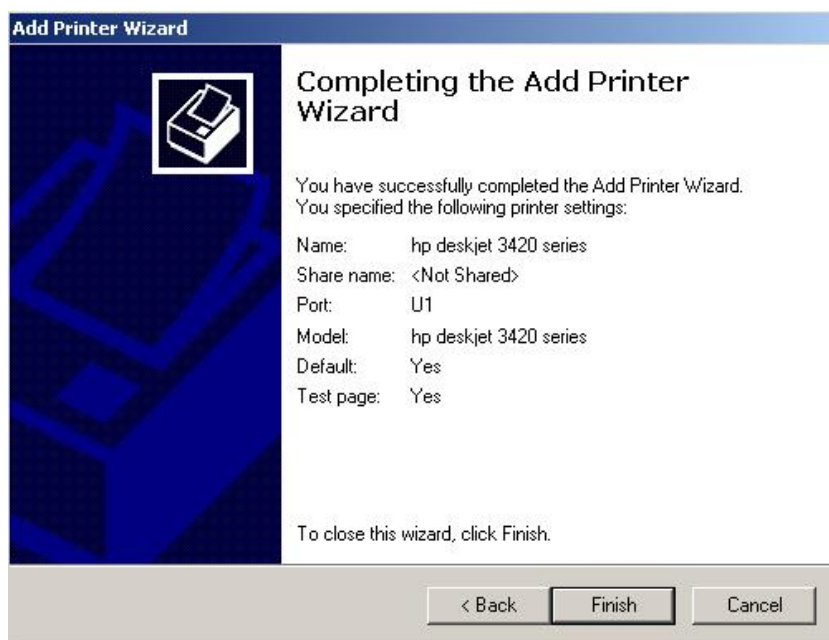 Add Printer Wizard
Completing the Add Printer
Wizard
You have successfully completed the Add Printer Wizard.
You specified the following printer settings:
Name: hp deskjet 3420 series
Share name: <Not Shared>
Port: U1
Model: hp deskjet 3420 series
Default: Yes
Test page: Yes
To close this wizard, click Finish.
< Back Finish Cancel